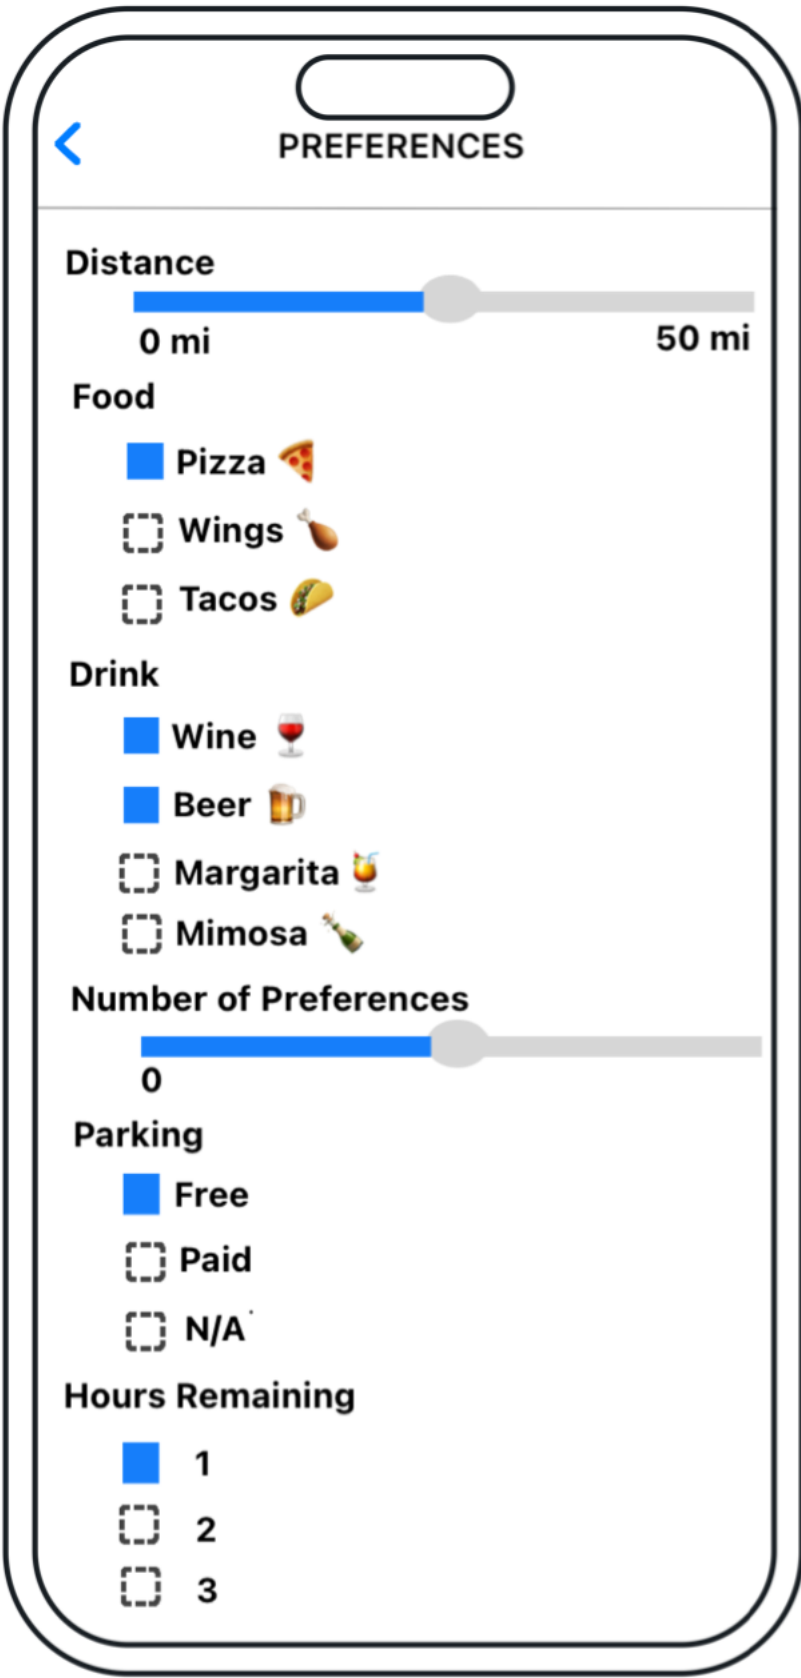 PREFERENCES
Distance
0 mi 50 mi
Food
Pizza
Wings
Tacos
Drink
Wine
Beer
Margarita
Mimosa
Number of Preferences
0
Parking
Free
Paid
N/A
Hours Remaining
1
2
3